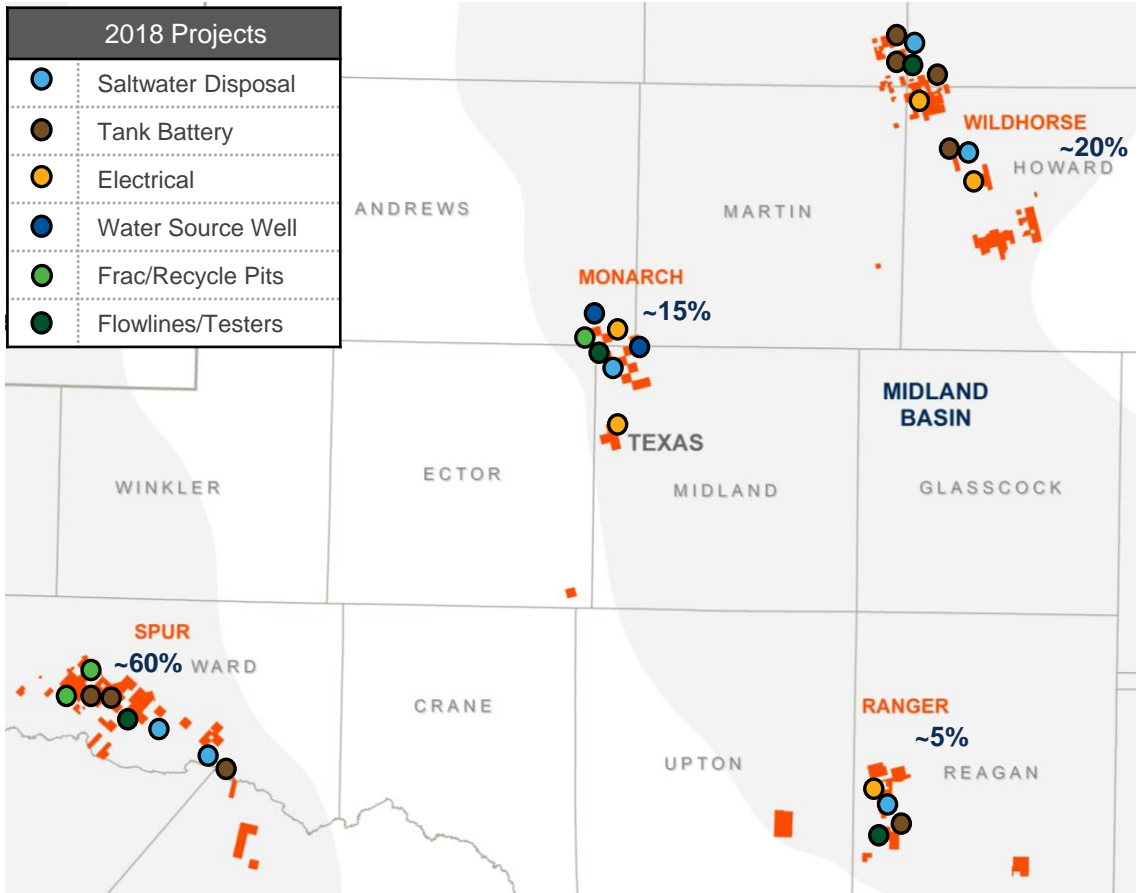 2018 Projects
Saltwater Disposal
Tank Battery
Electrical
Water Source Well
Frac/Recycle Pits
Flowlines/Testers
WILDHORSE
~20%
HOWARD
ANDREWS
MARTIN
MONARCH
~15%
MIDLAND
BASIN
TEXAS
WINKLER
ECTOR
MIDLAND
GLASSCOCK
SPUR
~60%
WARD
CRANE
RANGER
~5%
UPTON
REAGAN